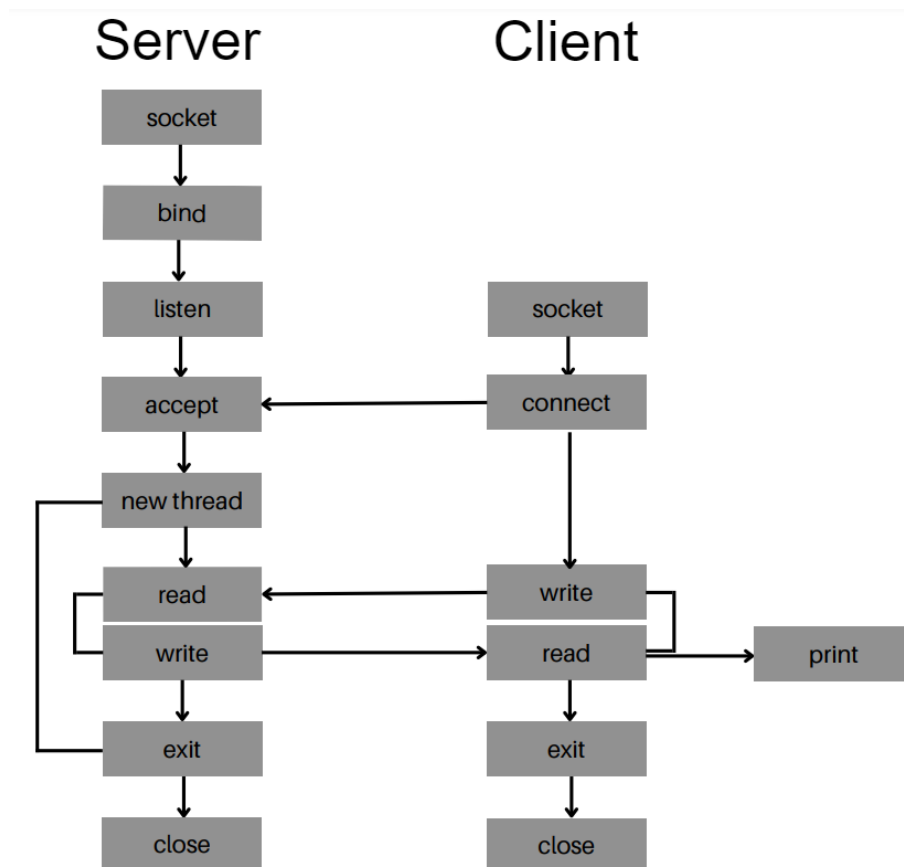 Server
Client
socket
bind
listen
socket
accept
connect
new thread
read
write
write
read
print
exit
exit
close
close